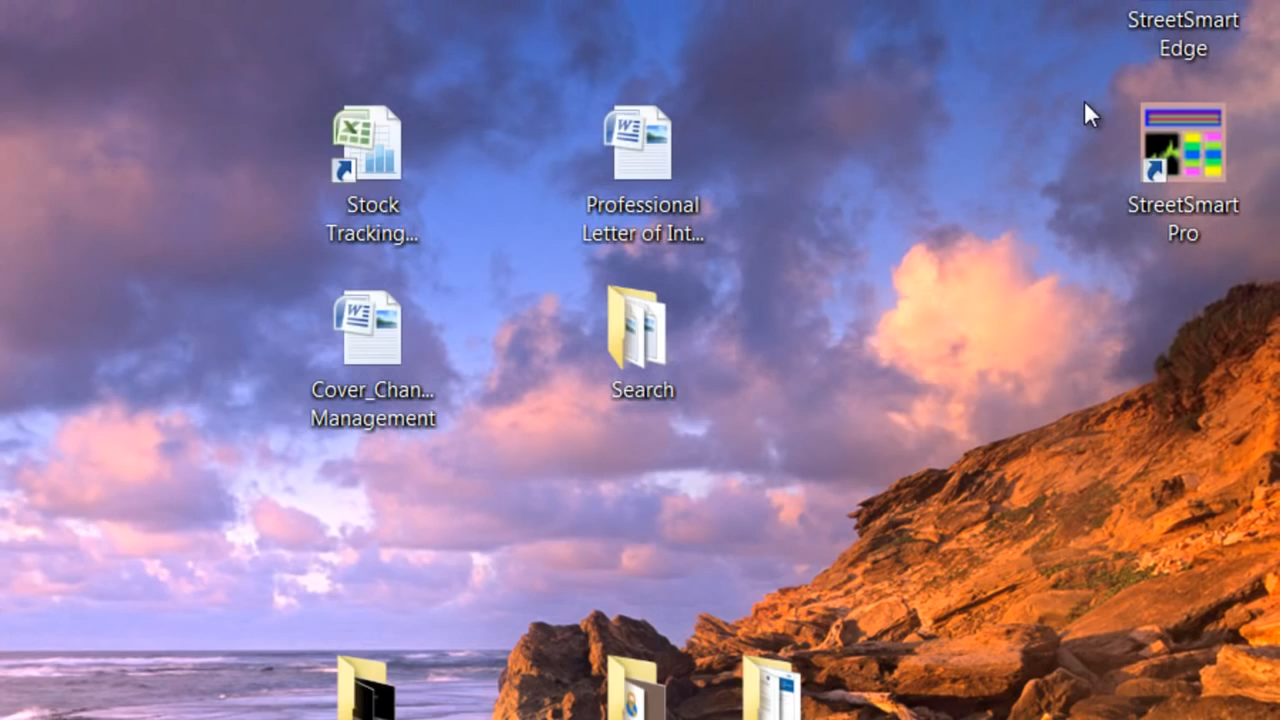 StreetSmart
Edge
Stock
Tracking...
Professional
Letter of Int...
StreetSmart
Pro
Cover_Chan...
Management
Search